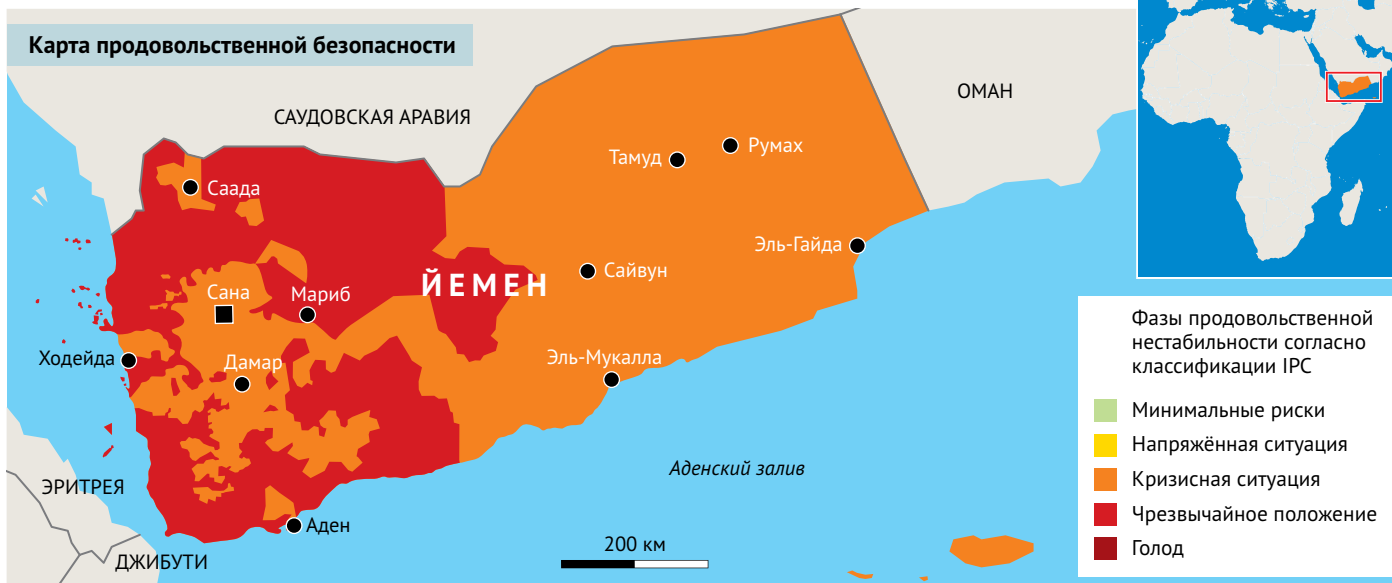 Карта продовольственной безопасности
САУДОВСКАЯ АРАВИЯ
ОМАН
Тамуд
Румах
Саада
Эль-Гайда
Сайвун
ЙЕМЕН
Сана
Мариб
Ходейда
Дамар
Эль-Мукалла
Аденский залив
ЭРИТРЕЯ
Аден
ДЖИБУТИ
200 км
Фазы продовольственной
нестабильности согласно
классификации IPC
Минимальные риски
Напряжённая ситуация
Кризисная ситуация
Чрезвычайное положение
Голод